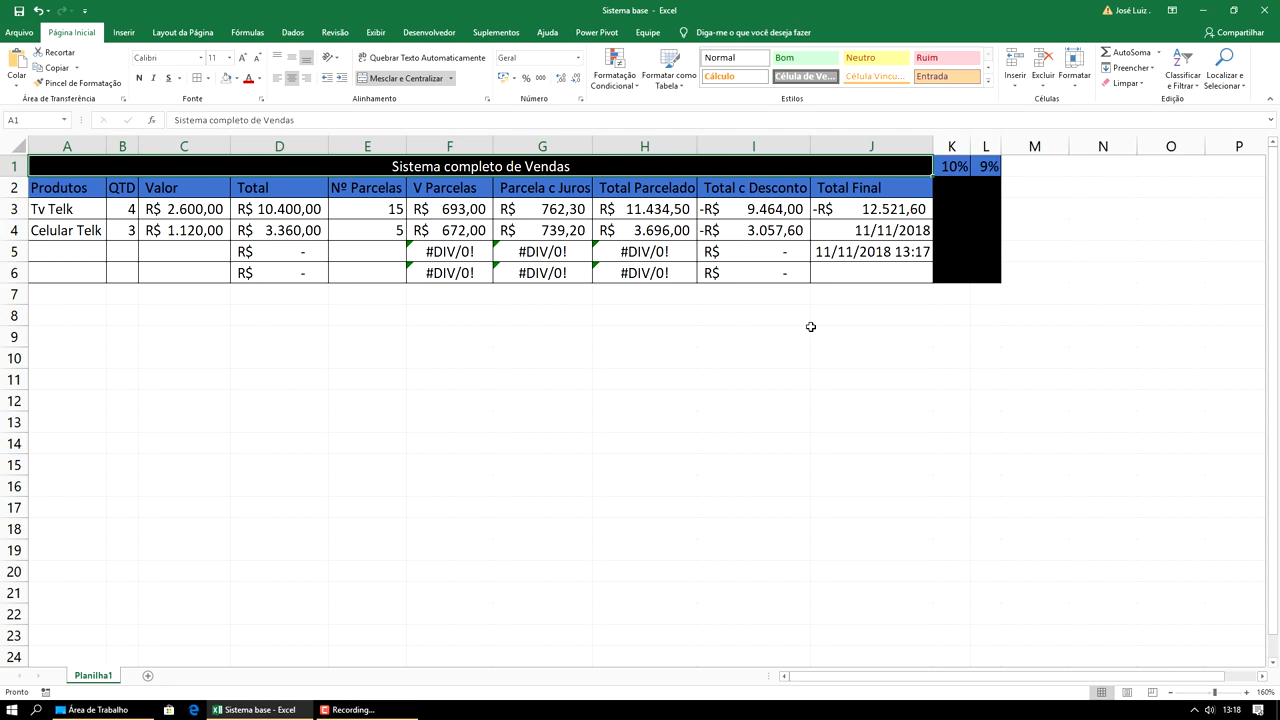 Sistema base - Excel
José Luiz .
Arquivo Página Inicial Inserir Layout da Página Fórmulas Dados Revisão Exibir Desenvolvedor Suplementos Ajuda Power Pivot Equipe Diga-me o que você deseja fazer Compartilhar
Colar
Recortar
Copiar
Pincel de Formatação
Área de Transferência
Calibri 11
N I S
Fonte
Quebrar Texto Automaticamente
Mesclar e Centralizar
Alinhamento
Geral
% 000
Número
Formatação Condicional
Formatar como Tabela
Normal Bom Neutro Ruim
Cálculo Célula de Ve... Célula Vincu... Entrada
Estilos
Inserir Excluir Formatar
Células
AutoSoma
Preencher
Limpar
Classificar e Filtrar
Localizar e Selecionar
Edição
A1 fx Sistema completo de Vendas
A B C D E F G H I J K L M N O P
1 Sistema completo de Vendas 10% 9%
2 Produtos QTD Valor Total Nº Parcelas V Parcelas Parcela c Juros Total Parcelado Total c Desconto Total Final
3 Tv Telk 4 R$ 2.600,00 R$ 10.400,00 15 R$ 693,00 R$ 762,30 R$ 11.434,50 -R$ 9.464,00 -R$ 12.521,60
4 Celular Telk 3 R$ 1.120,00 R$ 3.360,00 5 R$ 672,00 R$ 739,20 R$ 3.696,00 -R$ 3.057,60 11/11/2018
5 R$ - #DIV/0! #DIV/0! #DIV/0! R$ - 11/11/2018 13:17
6 R$ - #DIV/0! #DIV/0! #DIV/0! R$ -
7
8
9
10
11
12
13
14
15
16
17
18
19
20
21
22
23
24
Planilha1
Pronto 160%
Área de Trabalho Sistema base - Excel Recording... 13:18